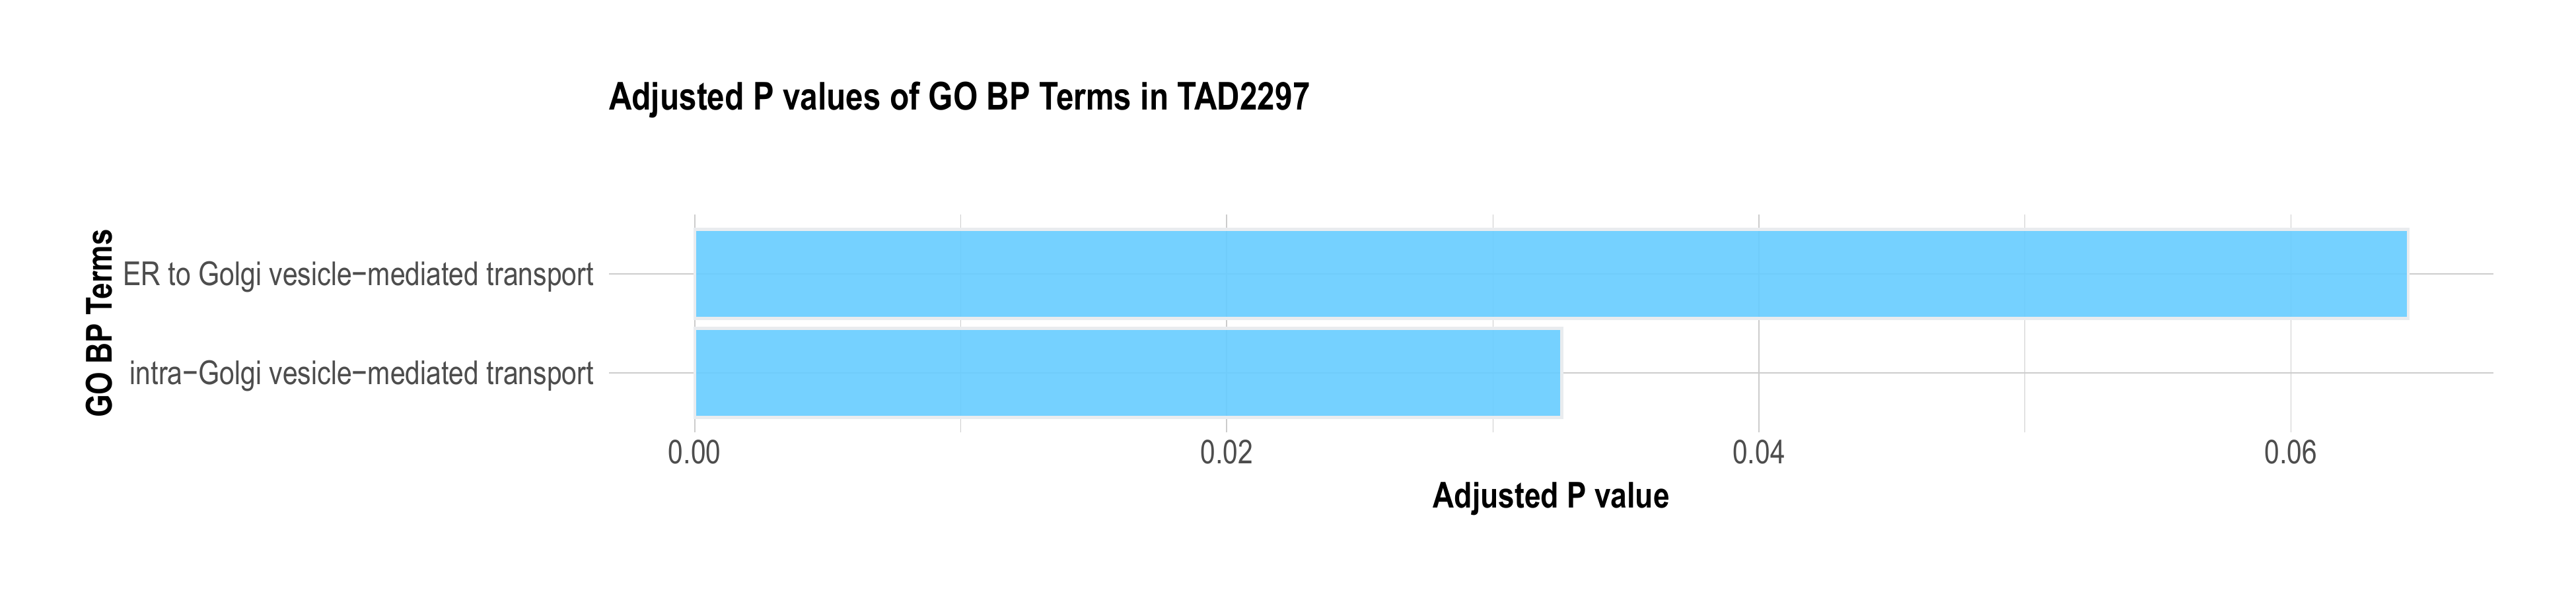 Adjusted P values of GO BP Terms in TAD2297
GO BP Terms
ER to Golgi vesicle−mediated transport
intra−Golgi vesicle−mediated transport
0.00 0.02 0.04 0.06
Adjusted P value